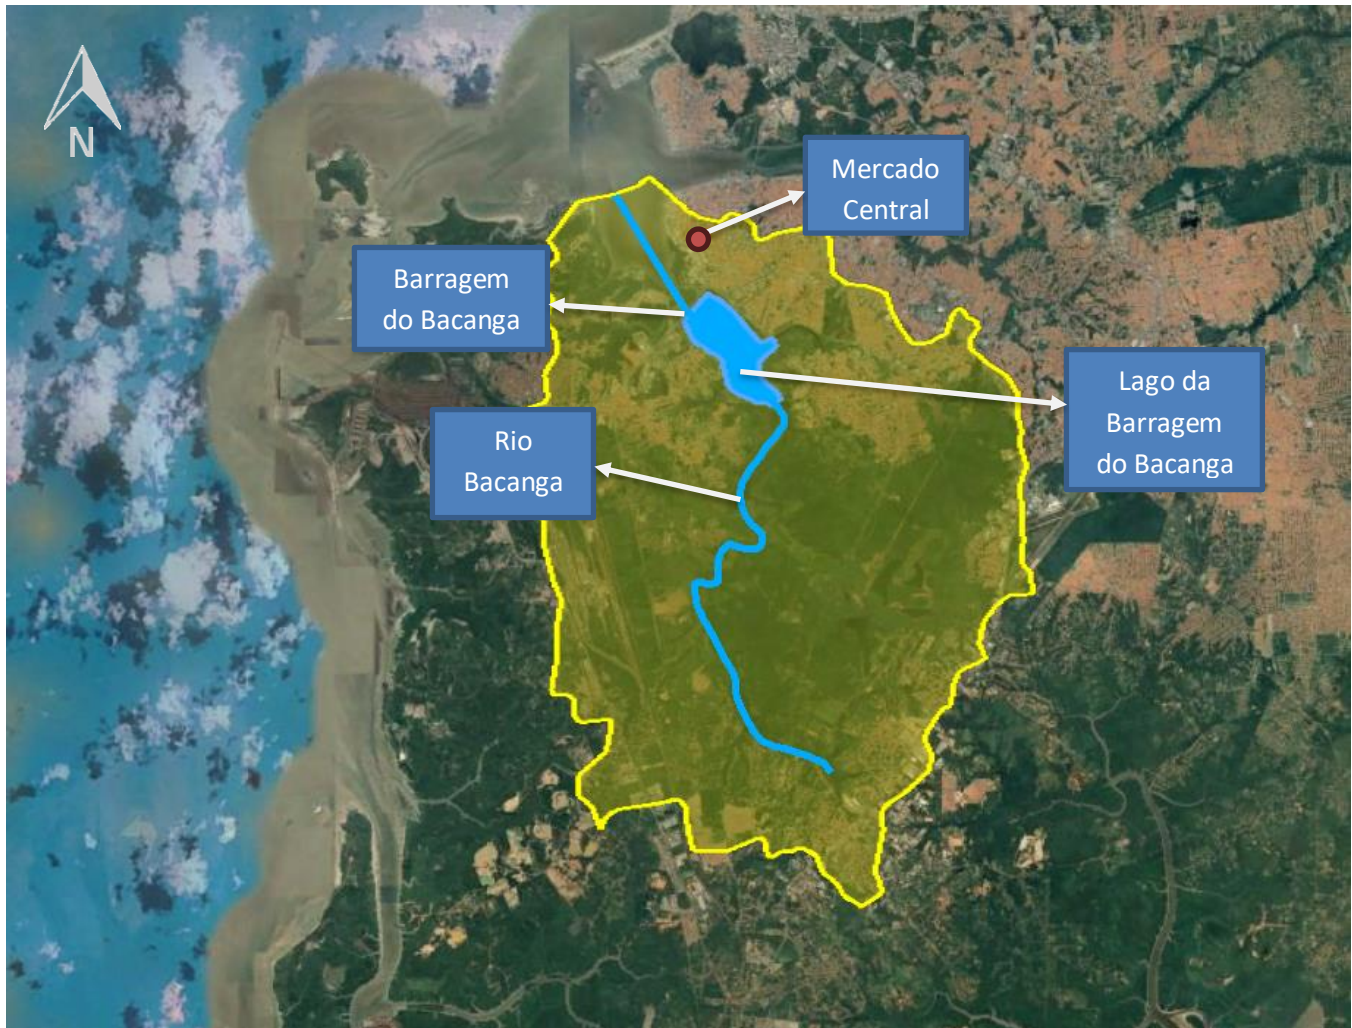 N
Mercado
Central
Barragem
do Bacanga
Lago da
Barragem
do Bacanga
Rio
Bacanga